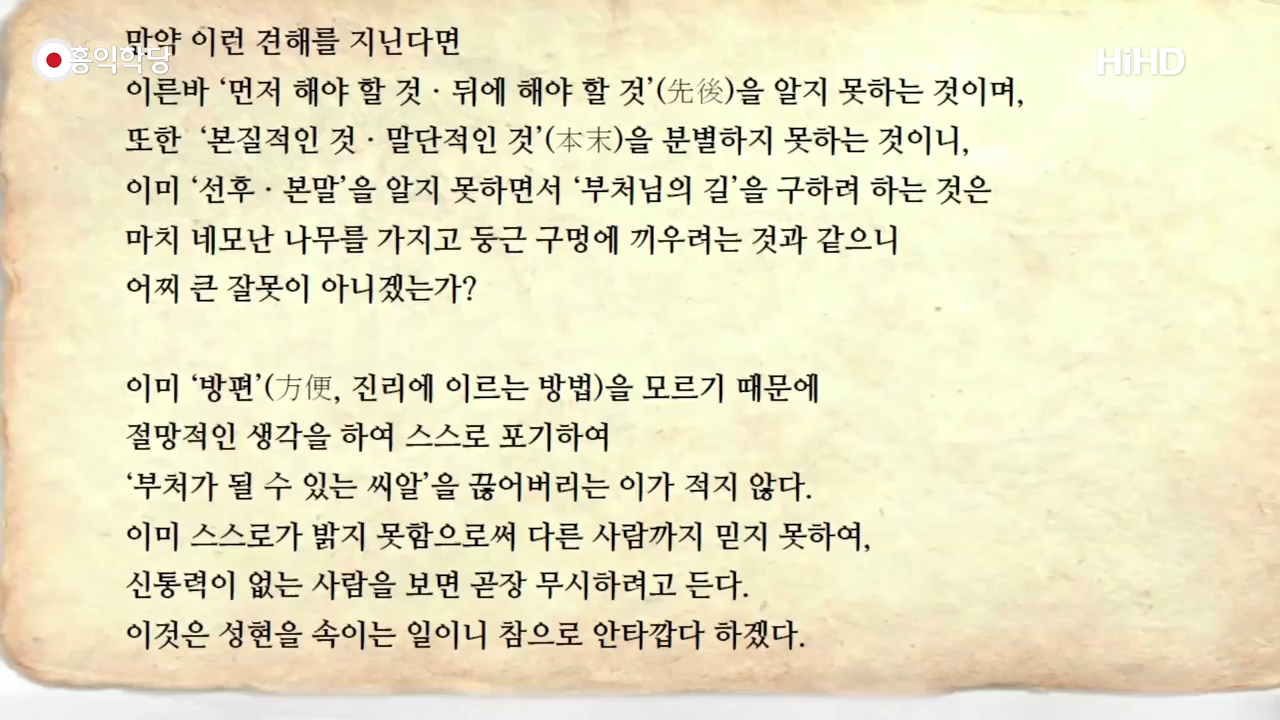 만약 이런 견해를 지닌다면
홍익학당
HiHD
이른바 ‘먼저 해야 할 것 · 뒤에 해야 할 것’(先後)을 알지 못하는 것이며,
또한 ‘본질적인 것 · 말단적인 것’(本末)을 분별하지 못하는 것이니,
이미 ‘선후 · 본말’을 알지 못하면서 ‘부처님의 길’을 구하려 하는 것은
마치 네모난 나무를 가지고 둥근 구멍에 끼우려는 것과 같으니
어찌 큰 잘못이 아니겠는가?
이미 ‘방편’(方便, 진리에 이르는 방법)을 모르기 때문에
절망적인 생각을 하여 스스로 포기하여
‘부처가 될 수 있는 씨알’을 끊어버리는 이가 적지 않다.
이미 스스로가 밝지 못함으로써 다른 사람까지 믿지 못하여,
신통력이 없는 사람을 보면 곧장 무시하려고 든다.
이것은 성현을 속이는 일이니 참으로 안타깝다 하겠다.